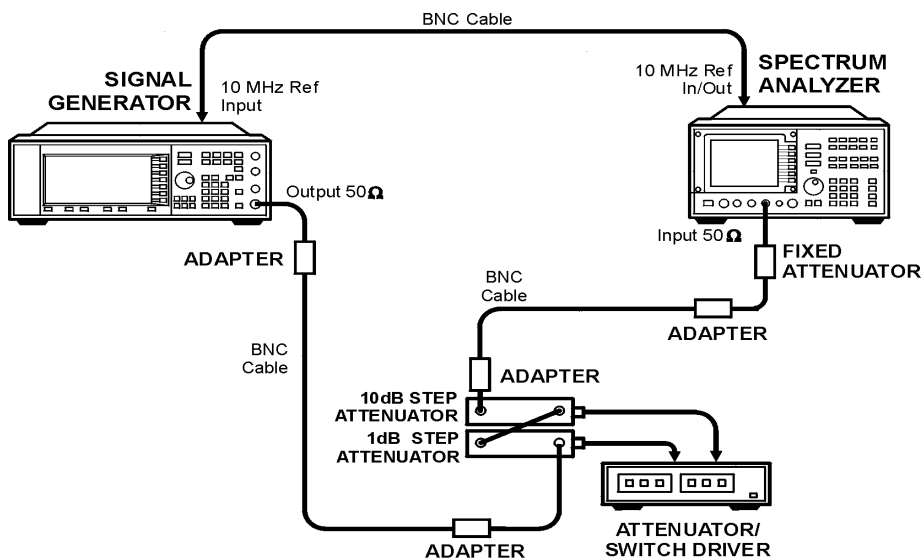 BNC Cable
SIGNAL
GENERATOR
10 MHz Ref
Input
10 MHz Ref
In/Out
SPECTRUM
ANALYZER
Output 50Ω
ADAPTER
Input 50Ω
FIXED
ATTENUATOR
BNC
Cable
ADAPTER
BNC
Cable
ADAPTER
10dB STEP
ATTENUATOR
1dB STEP
ATTENUATOR
ADAPTER
ATTENUATOR/
SWITCH DRIVER